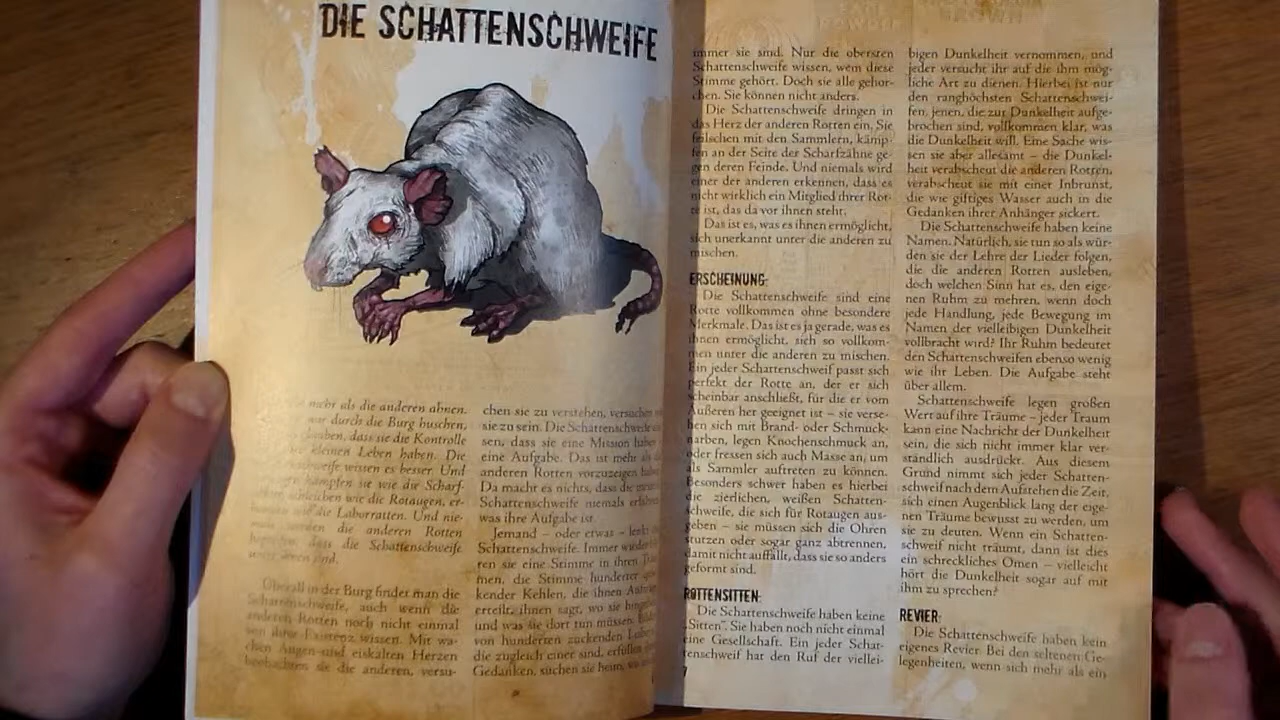 DIE SCHATTENSCHWEIFE
mehr als die anderen ahnen.
wir durch die Burg huschen,
glauben, dass sie die Kontrolle
kleinen Leben haben. Die
wissen es besser. Und
kämpfen sie wie die Scharf-
schleichen wie die Rotaugen, er-
die Laborratten. Und nie-
werden die anderen Rotten
begreifen, dass die Schattenschweife
unter ihnen sind.
Überall in der Burg findet man die
Schattenschweife, auch wenn die
anderen Rotten noch nicht einmal
von ihrer Existenz wissen. Mit wa-
chen Augen und eiskalten Herzen
beobachten sie die anderen, versu-
chen sie zu verstehen, versuchen
sie zu sein. Die Schattenschweife
sen, dass sie eine Mission haben
eine Aufgabe. Das ist mehr als
anderen Rotten vorzuzeigen haben
Da macht es nichts, dass die
Schattenschweife niemals erfahren
was ihre Aufgabe ist.
Jemand – oder etwas – lenkt
Schattenschweife. Immer wieder
ren sie eine Stimme in ihren
men, die Stimme hunderter
kender Kehlen, die ihnen
erteilt, ihnen sagt, wo sie
und was sie dort tun müssen.
von hunderten zuckenden
die zugleich einer sind, erfüllen
Gedanken, suchen sie heim, wo
immer sie sind. Nur die obersten
Schattenschweife wissen, wem diese
Stimme gehört. Doch sie alle gehor-
chen. Sie können nicht anders.
Die Schattenschweife dringen in
das Herz der anderen Rotten ein. Sie
feilschen mit den Sammlern, kämp-
fen an der Seite der Scharfzähne ge-
gen deren Feinde. Und niemals wird
einer der anderen erkennen, dass es
nicht wirklich ein Mitglied ihrer Rot-
te ist, das da vor ihnen steht.
Das ist es, was es ihnen ermöglicht,
sich unerkannt unter die anderen zu
mischen.
ERSCHEINUNG:
Die Schattenschweife sind eine
Rotte vollkommen ohne besondere
Merkmale. Das ist es ja gerade, was es
ihnen ermöglicht, sich so vollkom-
men unter die anderen zu mischen.
Ein jeder Schattenschweif passt sich
perfekt der Rotte an, der er sich
scheinbar anschließt, für die er vom
Äußeren her geeignet ist – sie verse-
hen sich mit Brand- oder Schmuck-
narben, legen Knochenschmuck an,
oder fressen sich auch Masse an, um
als Sammler auftreten zu können.
Besonders schwer haben es hierbei
die zierlichen, weißen Schatten-
schweife, die sich für Rotaugen aus-
geben – sie müssen sich die Ohren
stutzen oder sogar ganz abtrennen,
damit nicht auffällt, dass sie so anders
geformt sind.
ROTTENSITTEN:
Die Schattenschweife haben keine
„Sitten“. Sie haben noch nicht einmal
eine Gesellschaft. Ein jeder Schat-
tenschweif hat den Ruf der viellei-
bigen Dunkelheit vernommen, und
jeder versucht ihr auf die ihm mög-
liche Art zu dienen. Hierbei ist nur
den ranghöchsten Schattenschwei-
fen, jenen, die zur Dunkelheit aufge-
brochen sind, vollkommen klar, was
die Dunkelheit will. Eine Sache wis-
sen sie aber allesamt – die Dunkel-
heit verabscheut die anderen Rotten,
verabscheut sie mit einer Inbrunst,
die wie giftiges Wasser auch in die
Gedanken ihrer Anhänger sickert.
Die Schattenschweife haben keine
Namen. Natürlich, sie tun so als wür-
den sie der Lehre der Lieder folgen,
die die anderen Rotten ausleben,
doch welchen Sinn hat es, den eige-
nen Ruhm zu mehren, wenn doch
jede Handlung, jede Bewegung im
Namen der vielleibigen Dunkelheit
vollbracht wird? Ihr Ruhm bedeutet
den Schattenschweifen ebenso wenig
wie ihr Leben. Die Aufgabe steht
über allem.
Schattenschweife legen großen
Wert auf ihre Träume – jeder Traum
kann eine Nachricht der Dunkelheit
sein, die sich nicht immer klar ver-
ständlich ausdrückt. Aus diesem
Grund nimmt sich jeder Schatten-
schweif nach dem Aufstehen die Zeit,
sich einen Augenblick lang der eige-
nen Träume bewusst zu werden, um
sie zu deuten. Wenn ein Schatten-
schweif nicht träumt, dann ist dies
ein schreckliches Omen – vielleicht
hört die Dunkelheit sogar auf mit
ihm zu sprechen?
REVIER:
Die Schattenschweife haben kein
eigenes Revier. Bei den seltenen Ge-
legenheiten, wenn sich mehr als ein